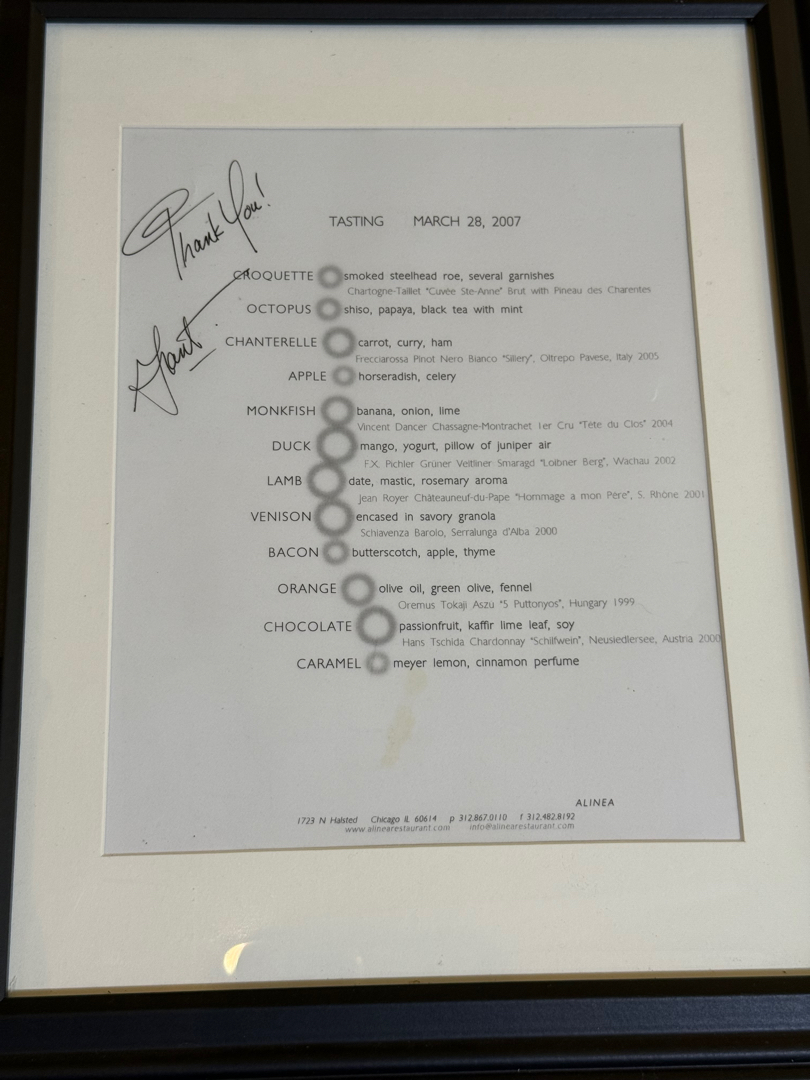 Thank You!
Grant
TASTING MARCH 28, 2007
CROQUETTE smoked steelhead roe, several garnishes
Chartogne-Taillet "Cuvée Ste-Anne" Brut with Pineau des Charentes
OCTOPUS shiso, papaya, black tea with mint
CHANTERELLE carrot, curry, ham
Frecciarossa Pinot Nero Bianco "Sillery", Oltrepo Pavese, Italy 2005
APPLE horseradish, celery
MONKFISH banana, onion, lime
Vincent Dancer Chassagne-Montrachet 1er Cru "Tête du Clos" 2004
DUCK mango, yogurt, pillow of juniper air
F.X. Pichler Grüner Veltliner Smaragd "Loibner Berg", Wachau 2002
LAMB date, mastic, rosemary aroma
Jean Royer Châteauneuf-du-Pape "Hommage a mon Père", S. Rhône 2001
VENISON encased in savory granola
Schiavenza Barolo, Serralunga d'Alba 2000
BACON butterscotch, apple, thyme
ORANGE olive oil, green olive, fennel
Oremus Tokaji Aszu "5 Puttonyos", Hungary 1999
CHOCOLATE passionfruit, kaffir lime leaf, soy
Hans Tschida Chardonnay "Schilfwein", Neusiedlersee, Austria 2000
CARAMEL meyer lemon, cinnamon perfume
ALINEA
1723 N Halsted Chicago IL 60614 p 312.867.0110 f 312.482.8192
www.alinearestaurant.com info@alinearestaurant.com